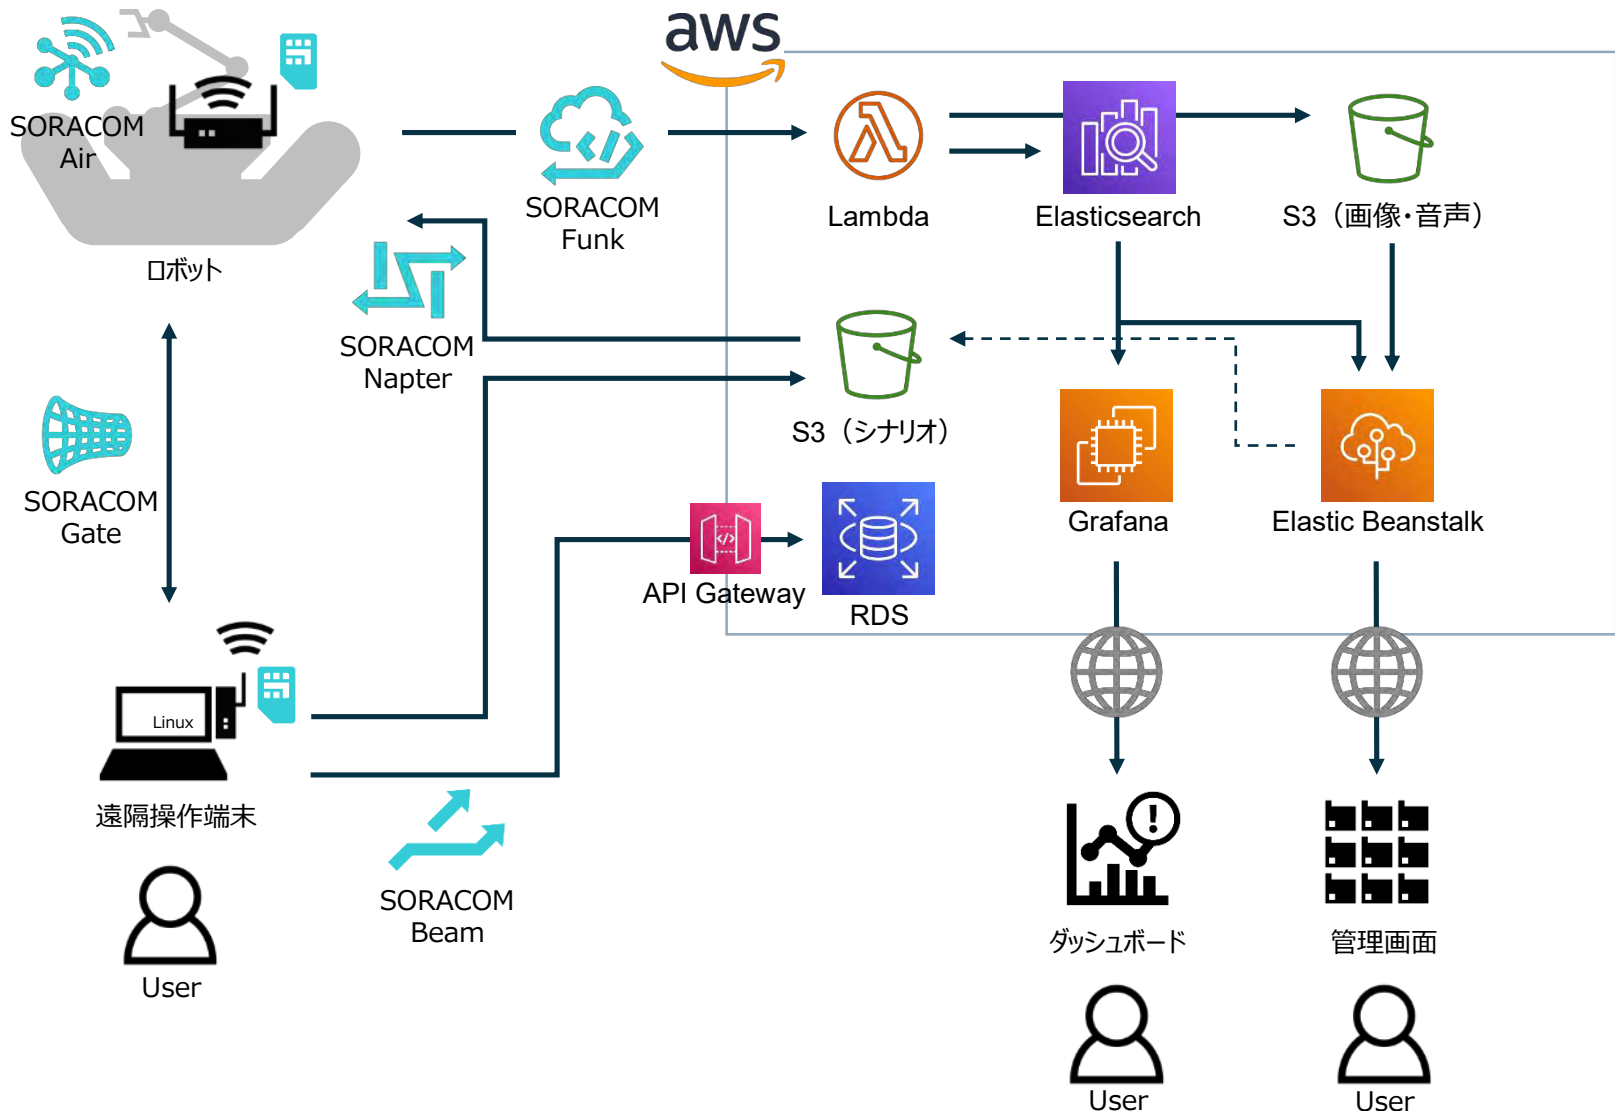 aws
SORACOM
Air
SORACOM
Funk
Lambda
Elasticsearch
S3（画像・音声）
ロボット
SORACOM
Napter
S3（シナリオ）
SORACOM
Gate
Grafana
Elastic Beanstalk
API Gateway
RDS
Linux
遠隔操作端末
SORACOM
Beam
ダッシュボード
管理画面
User
User
User